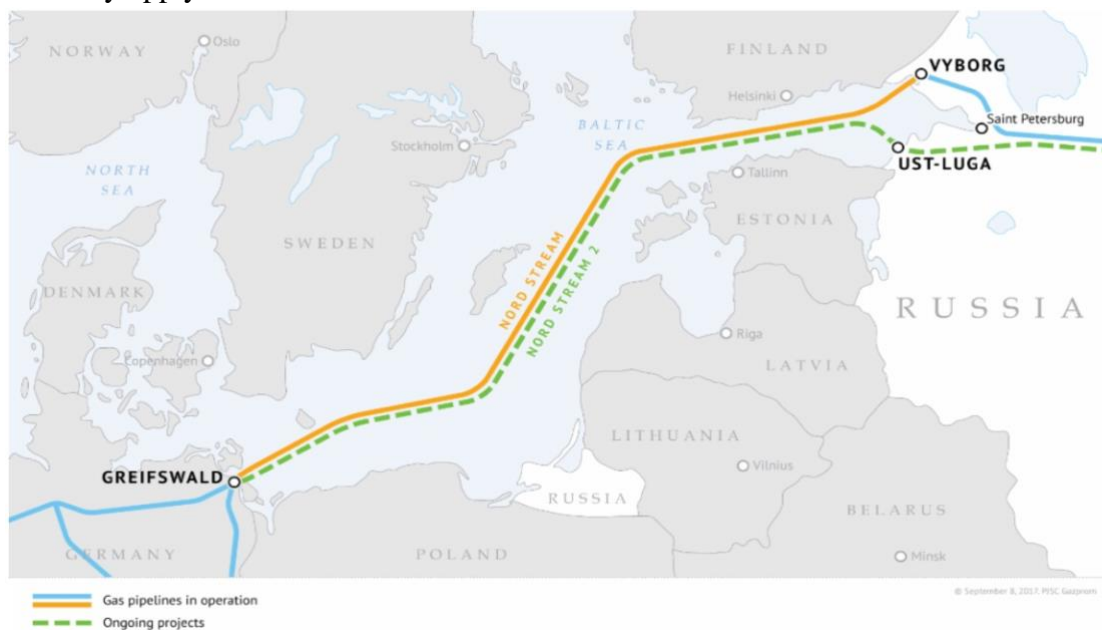 NORWAY
Oslo
FINLAND
VYBORG
Helsinki
Saint Petersburg
BALTIC
SEA
Stockholm
UST-LUGA
NORTH
SEA
Tallinn
ESTONIA
SWEDEN
NORD STREAM
NORD STREAM 2
DENMARK
RUSSIA
Riga
Copenhagen
LATVIA
LITHUANIA
GREIFSWALD
Vilnius
RUSSIA
BELARUS
GERMANY
POLAND
Minsk
Gas pipelines in operation
© September 8, 2017, PJSC Gazprom
Ongoing projects